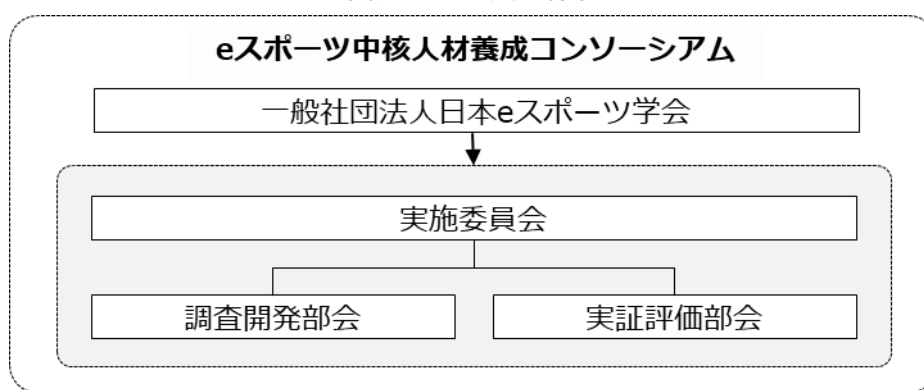 eスポーツ中核人材養成コンソーシアム
一般社団法人日本eスポーツ学会
実施委員会
調査開発部会
実証評価部会